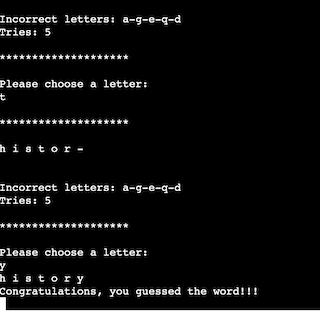 Incorrect letters: a-g-e-q-d
Tries: 5
********************
Please choose a letter:
t
********************
h i s t o r -
Incorrect letters: a-g-e-q-d
Tries: 5
********************
Please choose a letter:
y
h i s t o r y
Congratulations, you guessed the word!!!